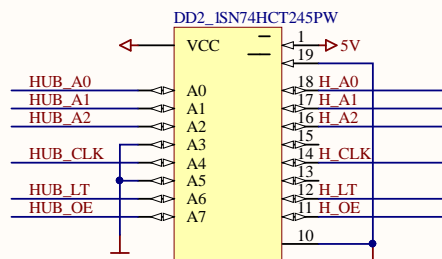 DD2_1SN74HCT245PW
VCC 1 5V
19
HUB_A0 A0 18 H_A0
HUB_A1 A1 17 H_A1
HUB_A2 A2 16 H_A2
A3 15
HUB_CLK A4 14 H_CLK
A5 13
HUB_LT A6 12 H_LT
HUB_OE A7 11 H_OE
10